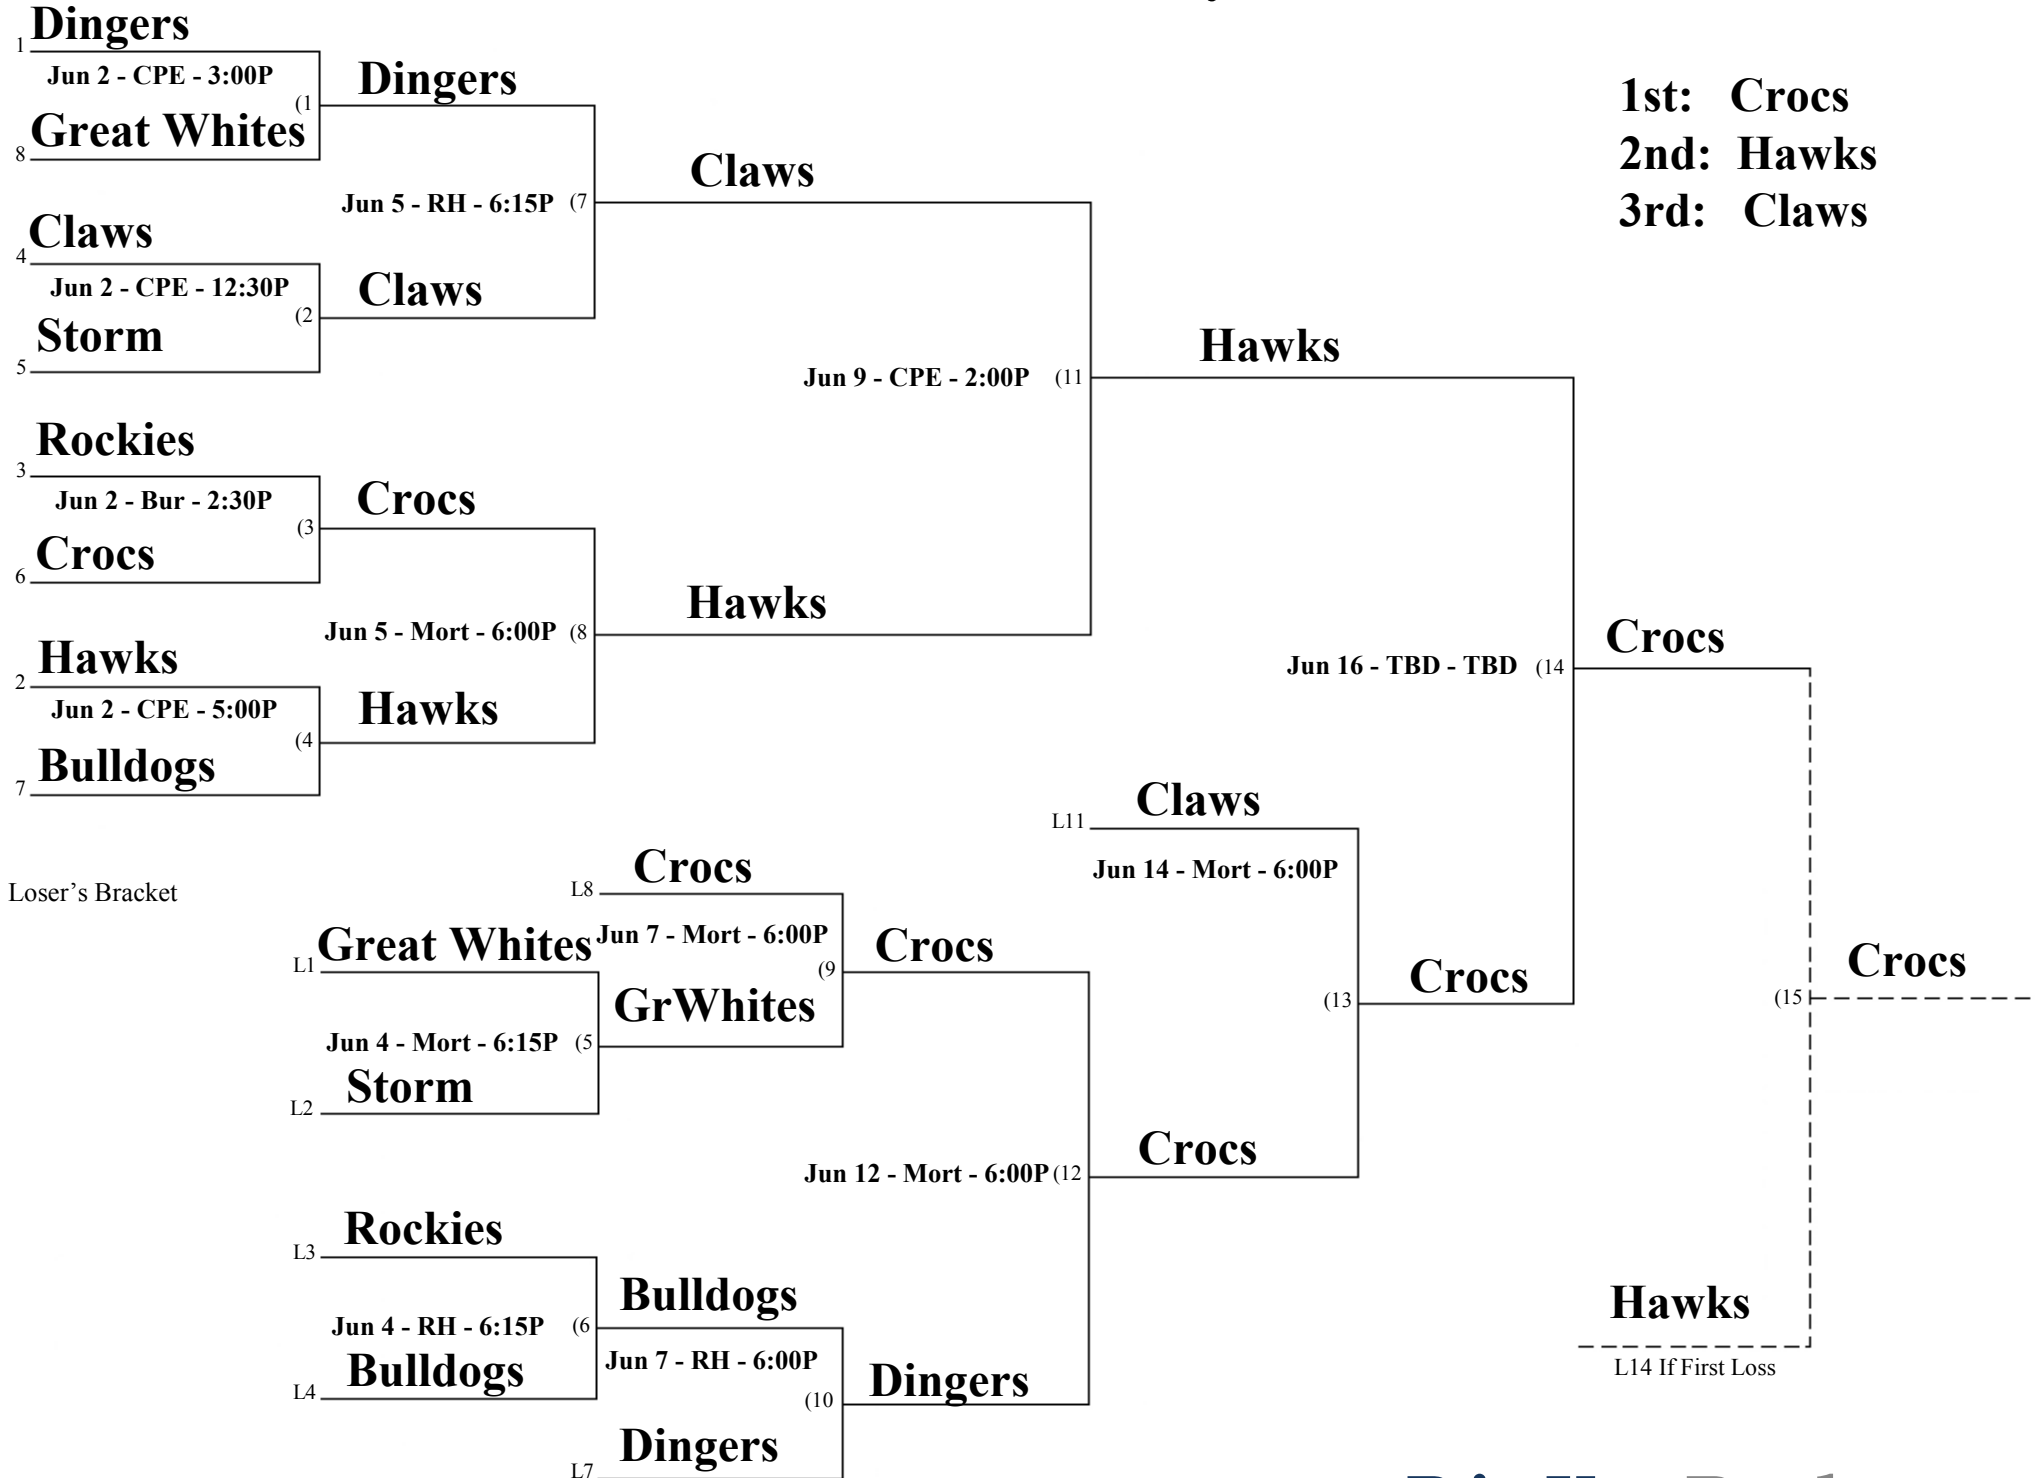 Dingers
1
Jun 2 - CPE - 3:00P
(1
Great Whites
8
Dingers
Claws
4
Jun 2 - CPE - 12:30P
(2
Storm
5
Claws
Jun 5 - RH - 6:15P (7
Claws
Rockies
3
Jun 2 - Bur - 2:30P
(3
Crocs
6
Crocs
Hawks
2
Jun 2 - CPE - 5:00P
(4
Bulldogs
7
Hawks
Jun 5 - Mort - 6:00P (8
Hawks
Jun 9 - CPE - 2:00P (11
Hawks
1st: Crocs
2nd: Hawks
3rd: Claws
Jun 16 - TBD - TBD (14
Crocs
Loser’s Bracket
Claws
L11
Jun 14 - Mort - 6:00P
(13
Crocs
Crocs
L8
Jun 7 - Mort - 6:00P
(9
GrWhites
Crocs
Great Whites
L1
Jun 4 - Mort - 6:15P (5
Storm
L2
Jun 12 - Mort - 6:00P (12
Crocs
Rockies
L3
Jun 4 - RH - 6:15P (6
Bulldogs
L4
Bulldogs
Jun 7 - RH - 6:00P
(10
Dingers
L7
Dingers
(15
Crocs
Hawks
L14 If First Loss